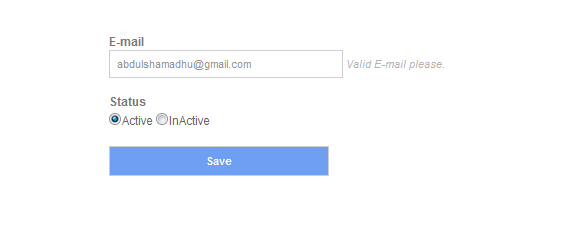 E-mail
abdulshamadhu@gmail.com Valid E-mail please.
Status
Active InActive
Save